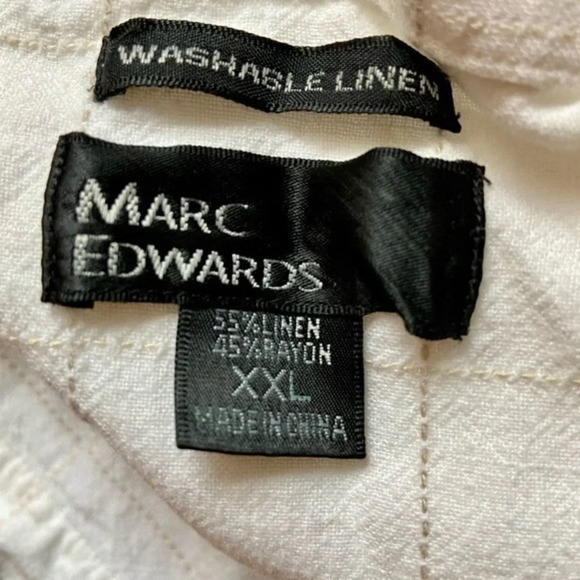 WASHABLE LINEN
MARC
EDWARDS
55% LINEN
45% RAYON
XXL
MADE IN CHINA